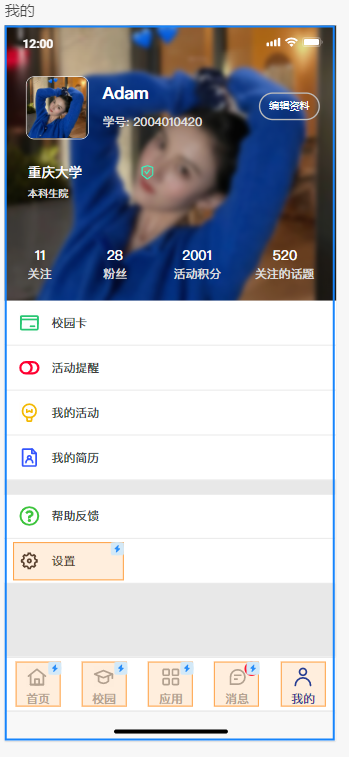 我的
12:00
Adam
学号: 2004010420
编辑资料
重庆大学
本科生院
11
28
2001
520
关注
粉丝
活动积分
关注的话题
校园卡
活动提醒
我的活动
我的简历
帮助反馈
设置
首页
校园
应用
消息
我的